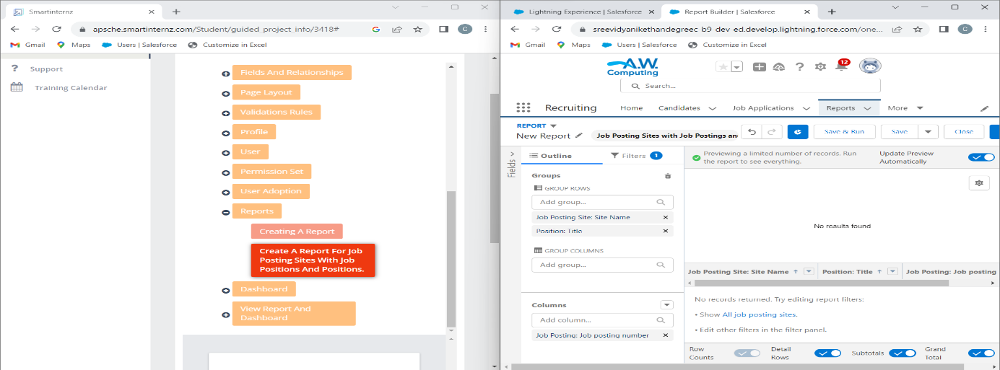 Smartinternz
apsche.smartinternz.com/Student/guided_project_info/3418#
C
Gmail
Maps
Users | Salesforce
Customize in Excel
Support
Training Calendar
Fields And Relationships
Page Layout
Validations Rules
Profile
User
Permission Set
User Adoption
Reports
Creating A Report
Create A Report For Job
Posting Sites With Job
Positions And Positions.
Dashboard
View Report And
Dashboard
Lightning Experience | Salesforce
Report Builder | Salesforce
sreevidyanikethandegreec-b9-dev-ed.develop.lightning.force.com/one...
C
Gmail
Maps
Users | Salesforce
Customize in Excel
A.W.
Computing
12
Search...
Recruiting
Home
Candidates
Job Applications
Reports
More
REPORT
New Report
Job Posting Sites with Job Postings an
Save & Run
Save
Close
Fields
Outline
Filters
1
Previewing a limited number of records. Run
the report to see everything.
Update Preview
Automatically
Groups
GROUP ROWS
Add group...
Job Posting Site: Site Name
Position: Title
GROUP COLUMNS
Add group...
Columns
Add column...
Job Posting: Job posting number
No results found
Job Posting Site: Site Name
Position: Title
Job Posting: Job posting
No records returned. Try editing report filters:
• Show All job posting sites.
• Edit other filters in the filter panel.
Row
Counts
Detail
Rows
Subtotals
Grand
Total